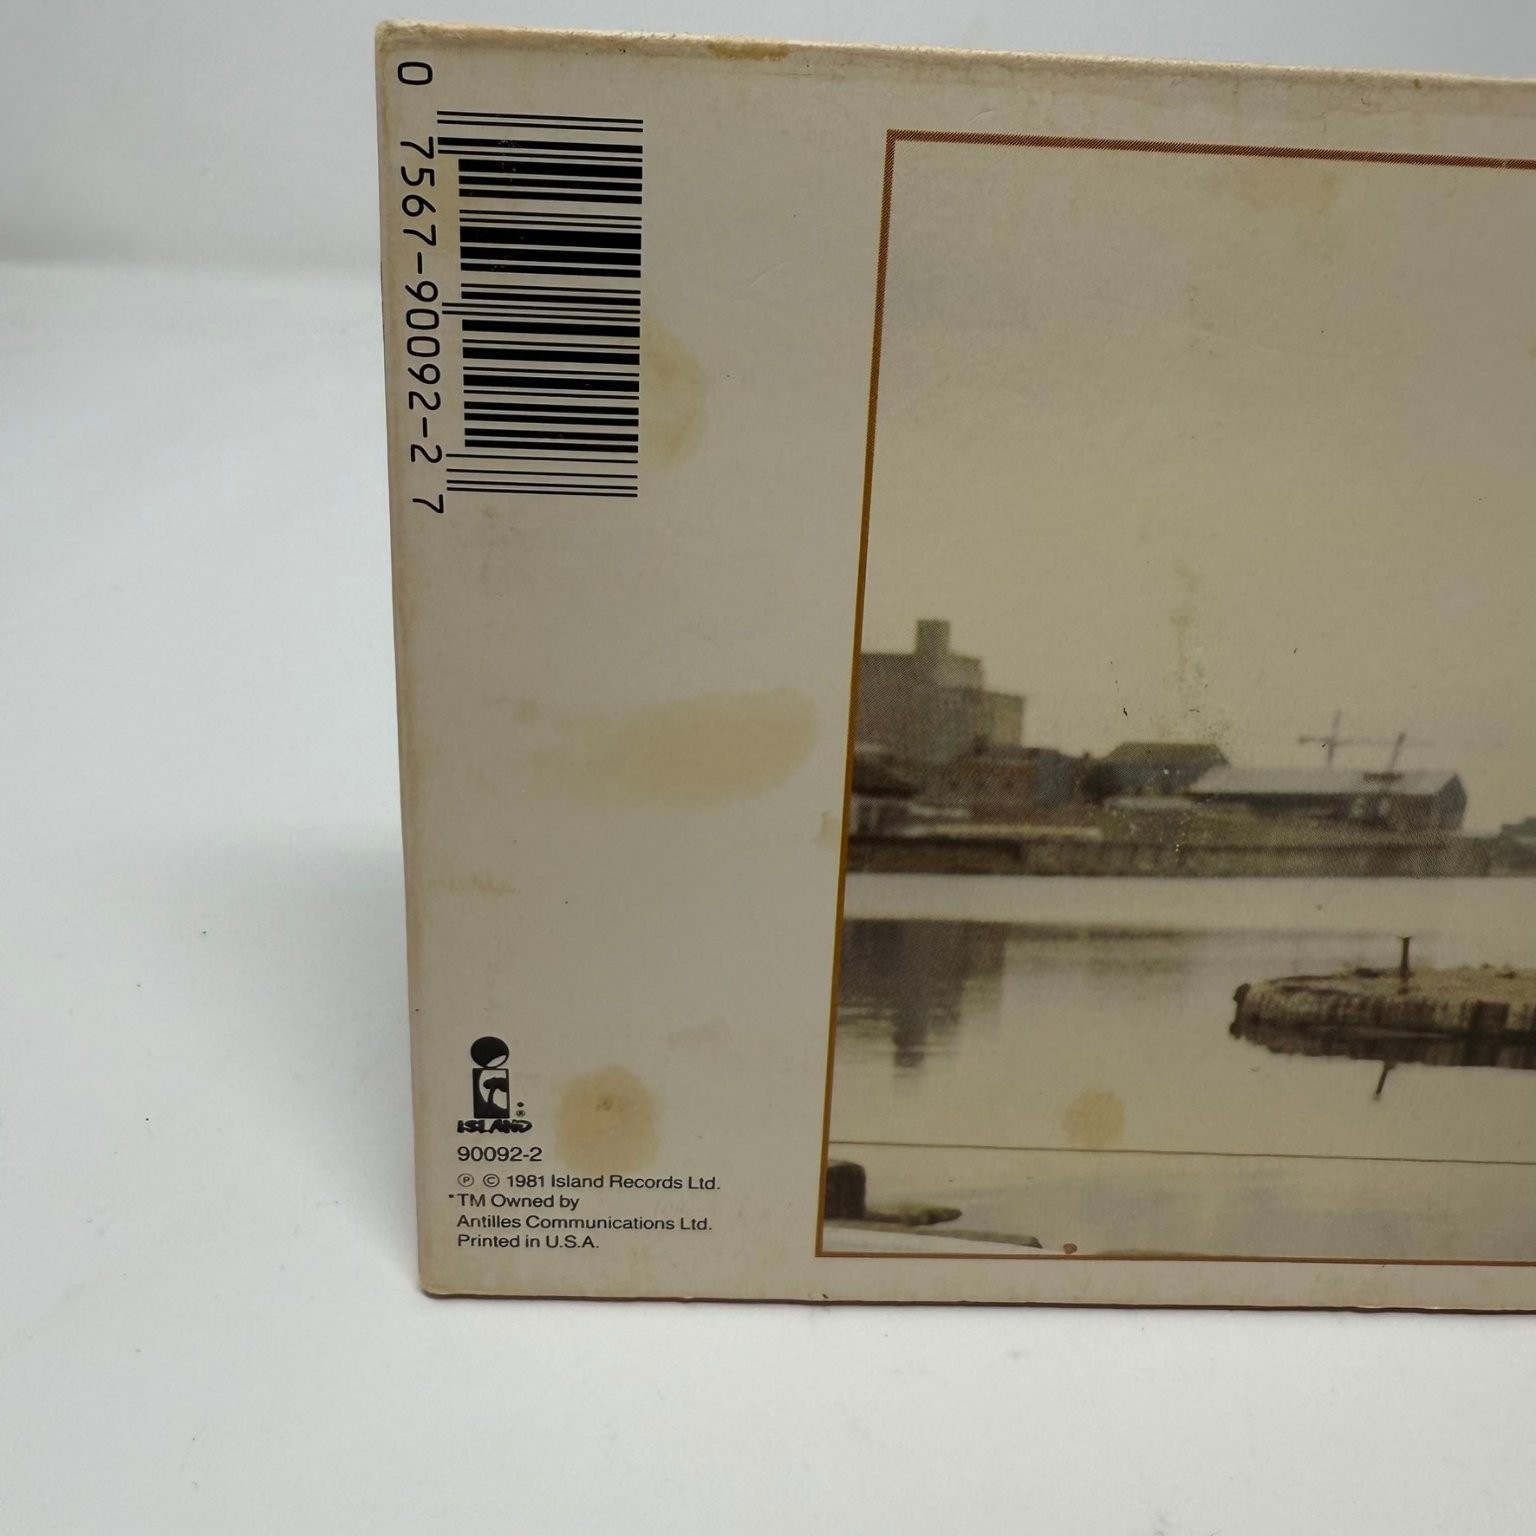 0 7567-90092-2 7
ISLAND®
90092-2
℗ © 1981 Island Records Ltd.
*TM Owned by
Antilles Communications Ltd.
Printed in U.S.A.